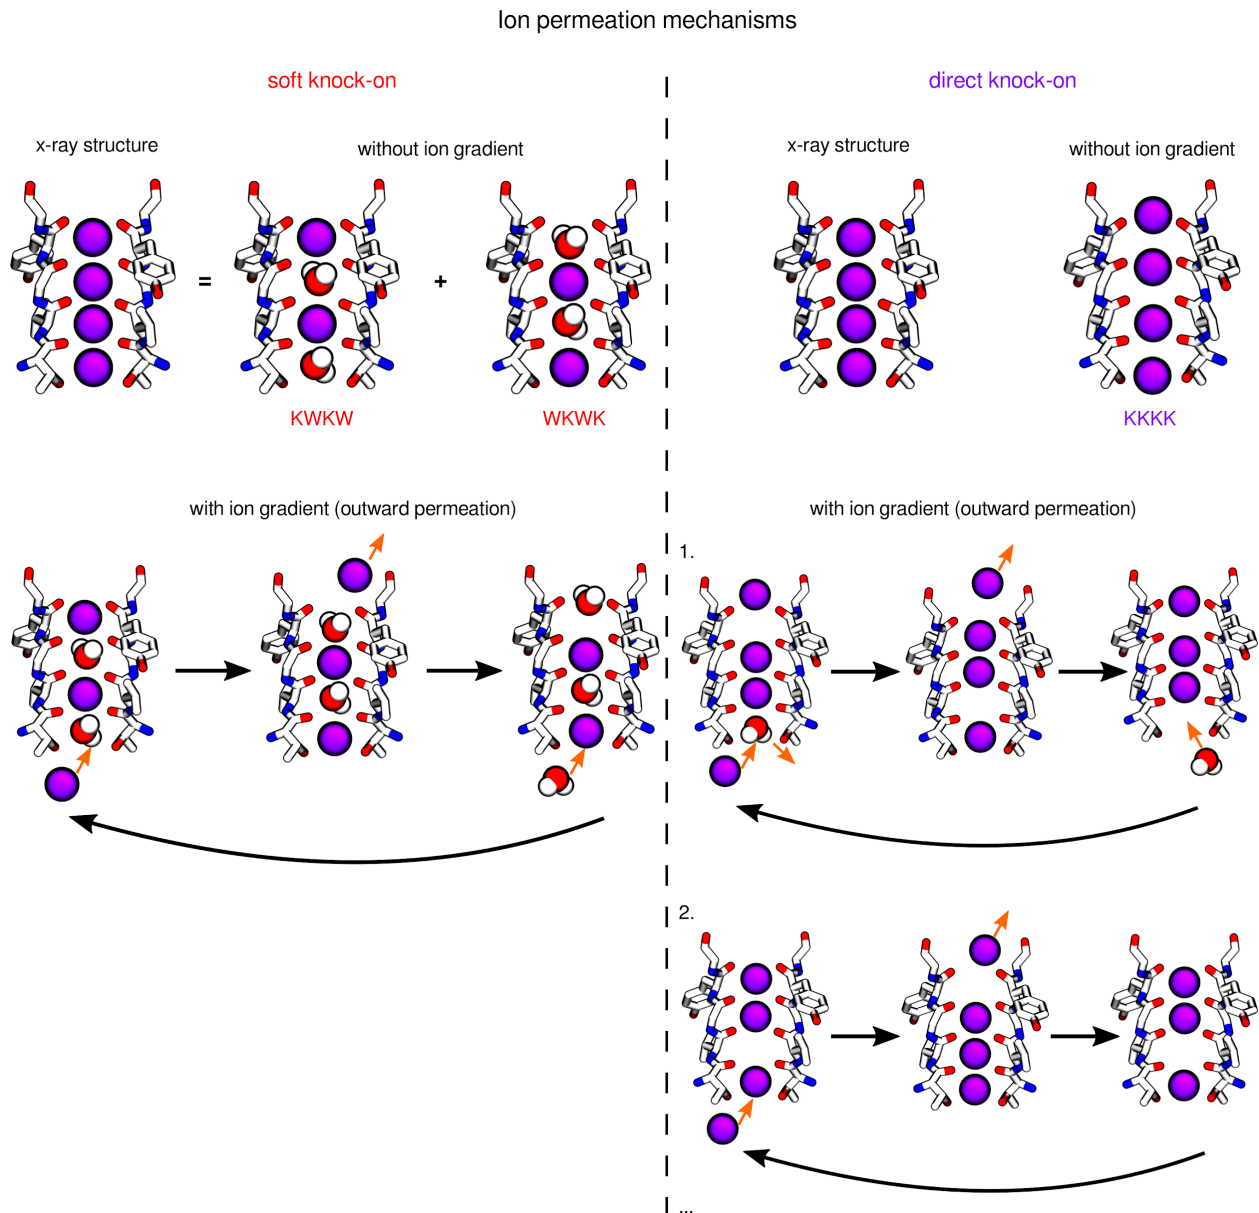 Ion permeation mechanisms
soft knock-on
direct knock-on
x-ray structure
without ion gradient
x-ray structure
without ion gradient
=
+
KWKW
WKWK
KKKK
with ion gradient (outward permeation)
with ion gradient (outward permeation)
1.
2.
...